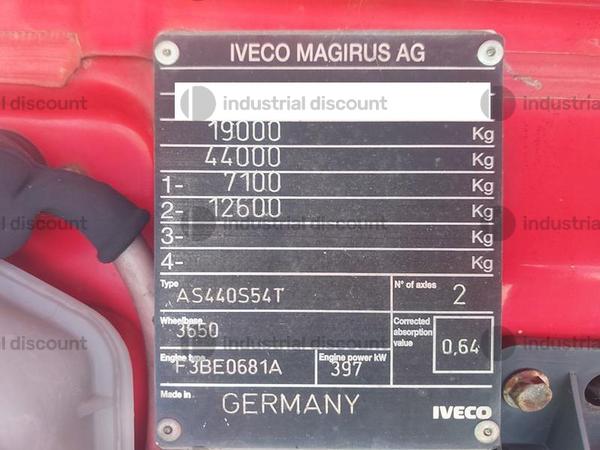 IVECO MAGIRUS AG
industrial discount
19000 Kg
44000 Kg
1- 7100 Kg
2- 12600 Kg
3- Kg
4- Kg
Type AS440S54T
N° of axles 2
Wheelbase 3650
Corrected absorption value 0,64
Engine type F3BE0681A
Engine power kW 397
Made in GERMANY
IVECO